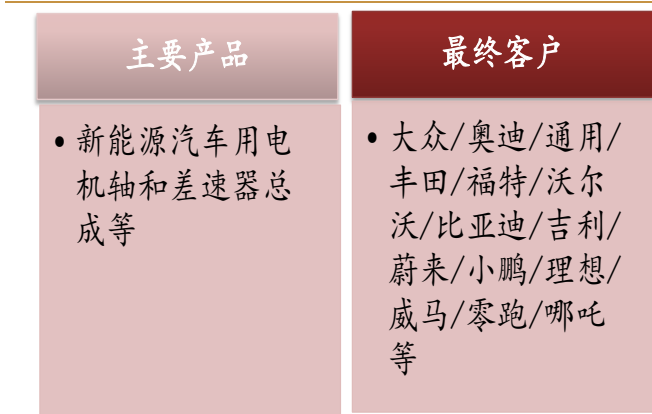 主要产品
• 新能源汽车用电
机轴和差速器总
成等
最终客户
• 大众/奥迪/通用/
丰田/福特/沃尔
沃/比亚迪/吉利/
蔚来/小鹏/理想/
威马/零跑/哪吒
等